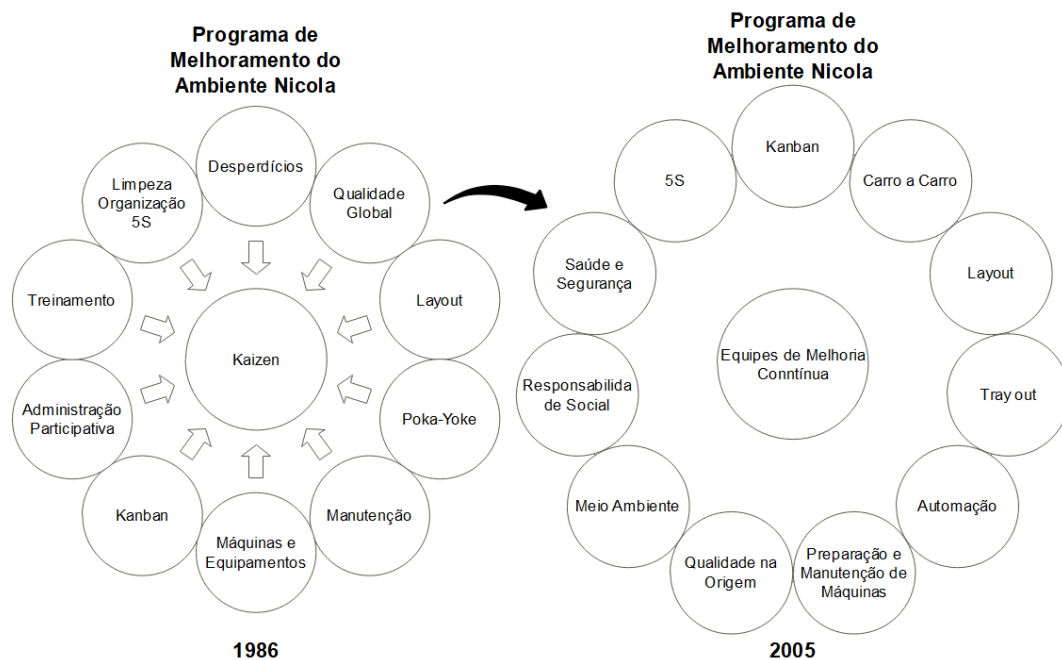 Programa de
Melhoramento do
Ambiente Nicola
Desperdícios
Qualidade
Global
Layout
Poka-Yoke
Manutenção
Máquinas e
Equipamentos
Kanban
Administração
Participativa
Treinamento
Limpeza
Organização
5S
Kaizen
1986
Programa de
Melhoramento do
Ambiente Nicola
Kanban
Carro a Carro
Layout
Tray out
Automação
Preparação e
Manutenção de
Máquinas
Qualidade na
Origem
Meio Ambiente
Responsabilida
de Social
Saúde e
Segurança
5S
Equipes de Melhoria
Conntínua
2005